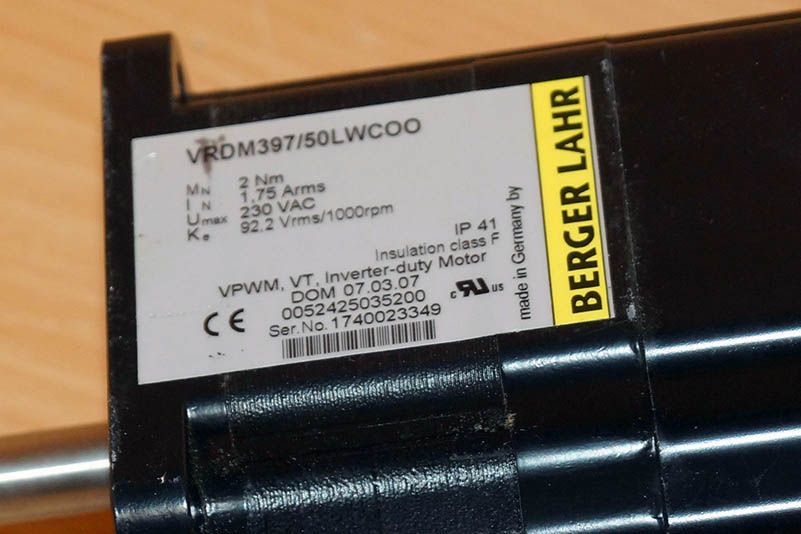 VRDM397/50LWCOO
MN 2 Nm
IN 1,75 Arms
Umax 230 VAC
Ke 92,2 Vrms/1000rpm
IP 41
Insulation class F
VPWM, VT, Inverter-duty Motor
DOM 07.03.07
0052425035200
Ser.No. 1740023349
CE
c RU us
made in Germany by
BERGER LAHR